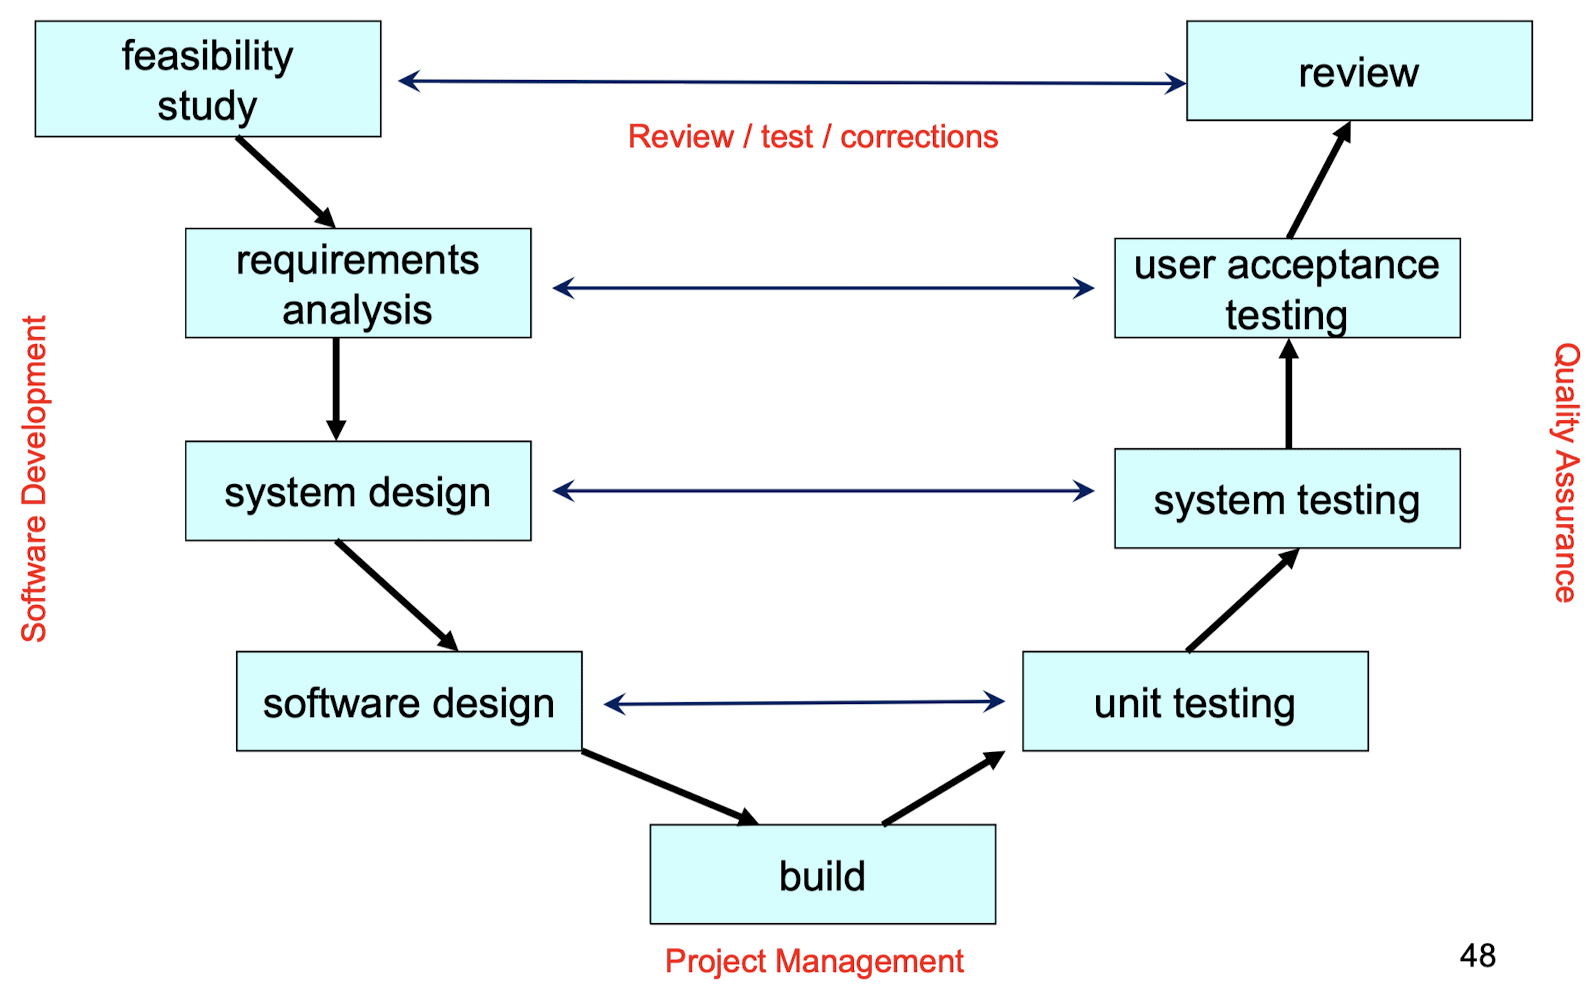 feasibility
study
review
Review / test / corrections
requirements
analysis
user acceptance
testing
Software Development
Quality Assurance
system design
system testing
software design
unit testing
build
Project Management
48